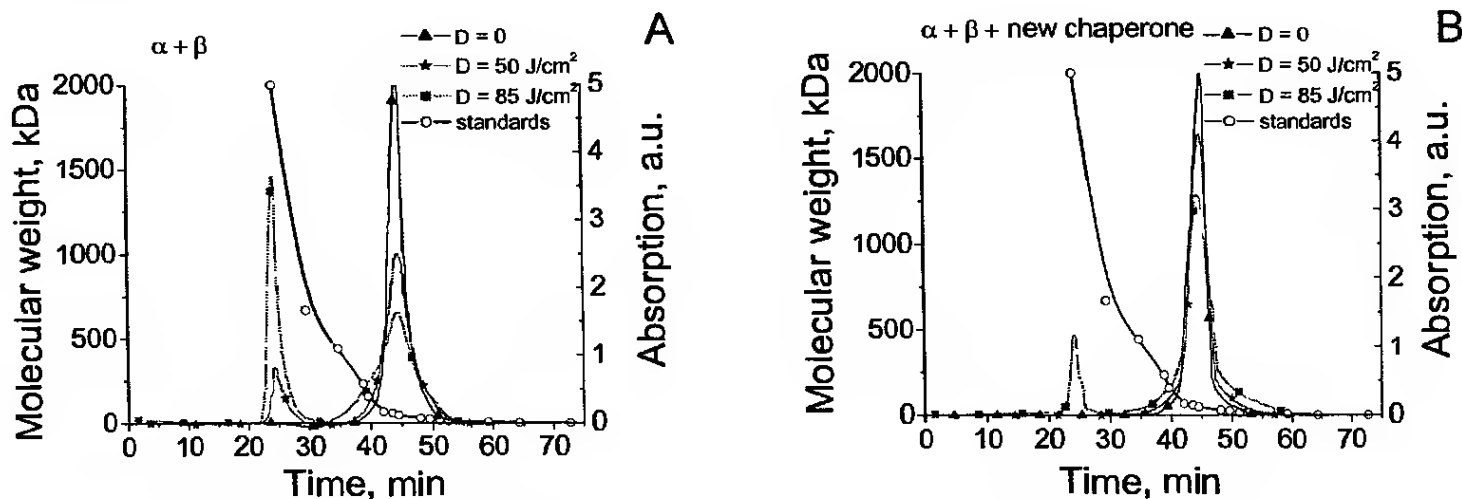 A
α + β
D = 0
D = 50 J/cm²
D = 85 J/cm²
standards
Molecular weight, kDa
2000
1500
1000
500
0
Absorption, a.u.
5
4
3
2
1
0
0 10 20 30 40 50 60 70
Time, min
B
α + β + new chaperone
D = 0
D = 50 J/cm²
D = 85 J/cm²
standards
Molecular weight, kDa
2000
1500
1000
500
0
Absorption, a.u.
5
4
3
2
1
0
0 10 20 30 40 50 60 70
Time, min